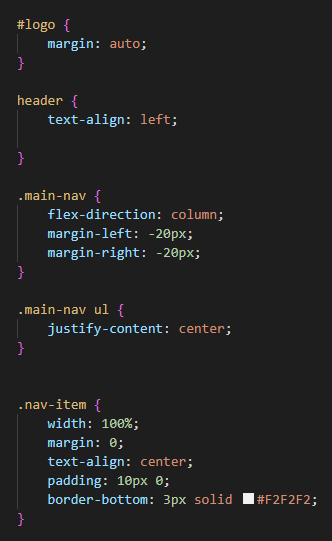 #logo {
margin: auto;
}
header {
text-align: left;
}
.main-nav {
flex-direction: column;
margin-left: -20px;
margin-right: -20px;
}
.main-nav ul {
justify-content: center;
}
.nav-item {
width: 100%;
margin: 0;
text-align: center;
padding: 10px 0;
border-bottom: 3px solid #F2F2F2;
}